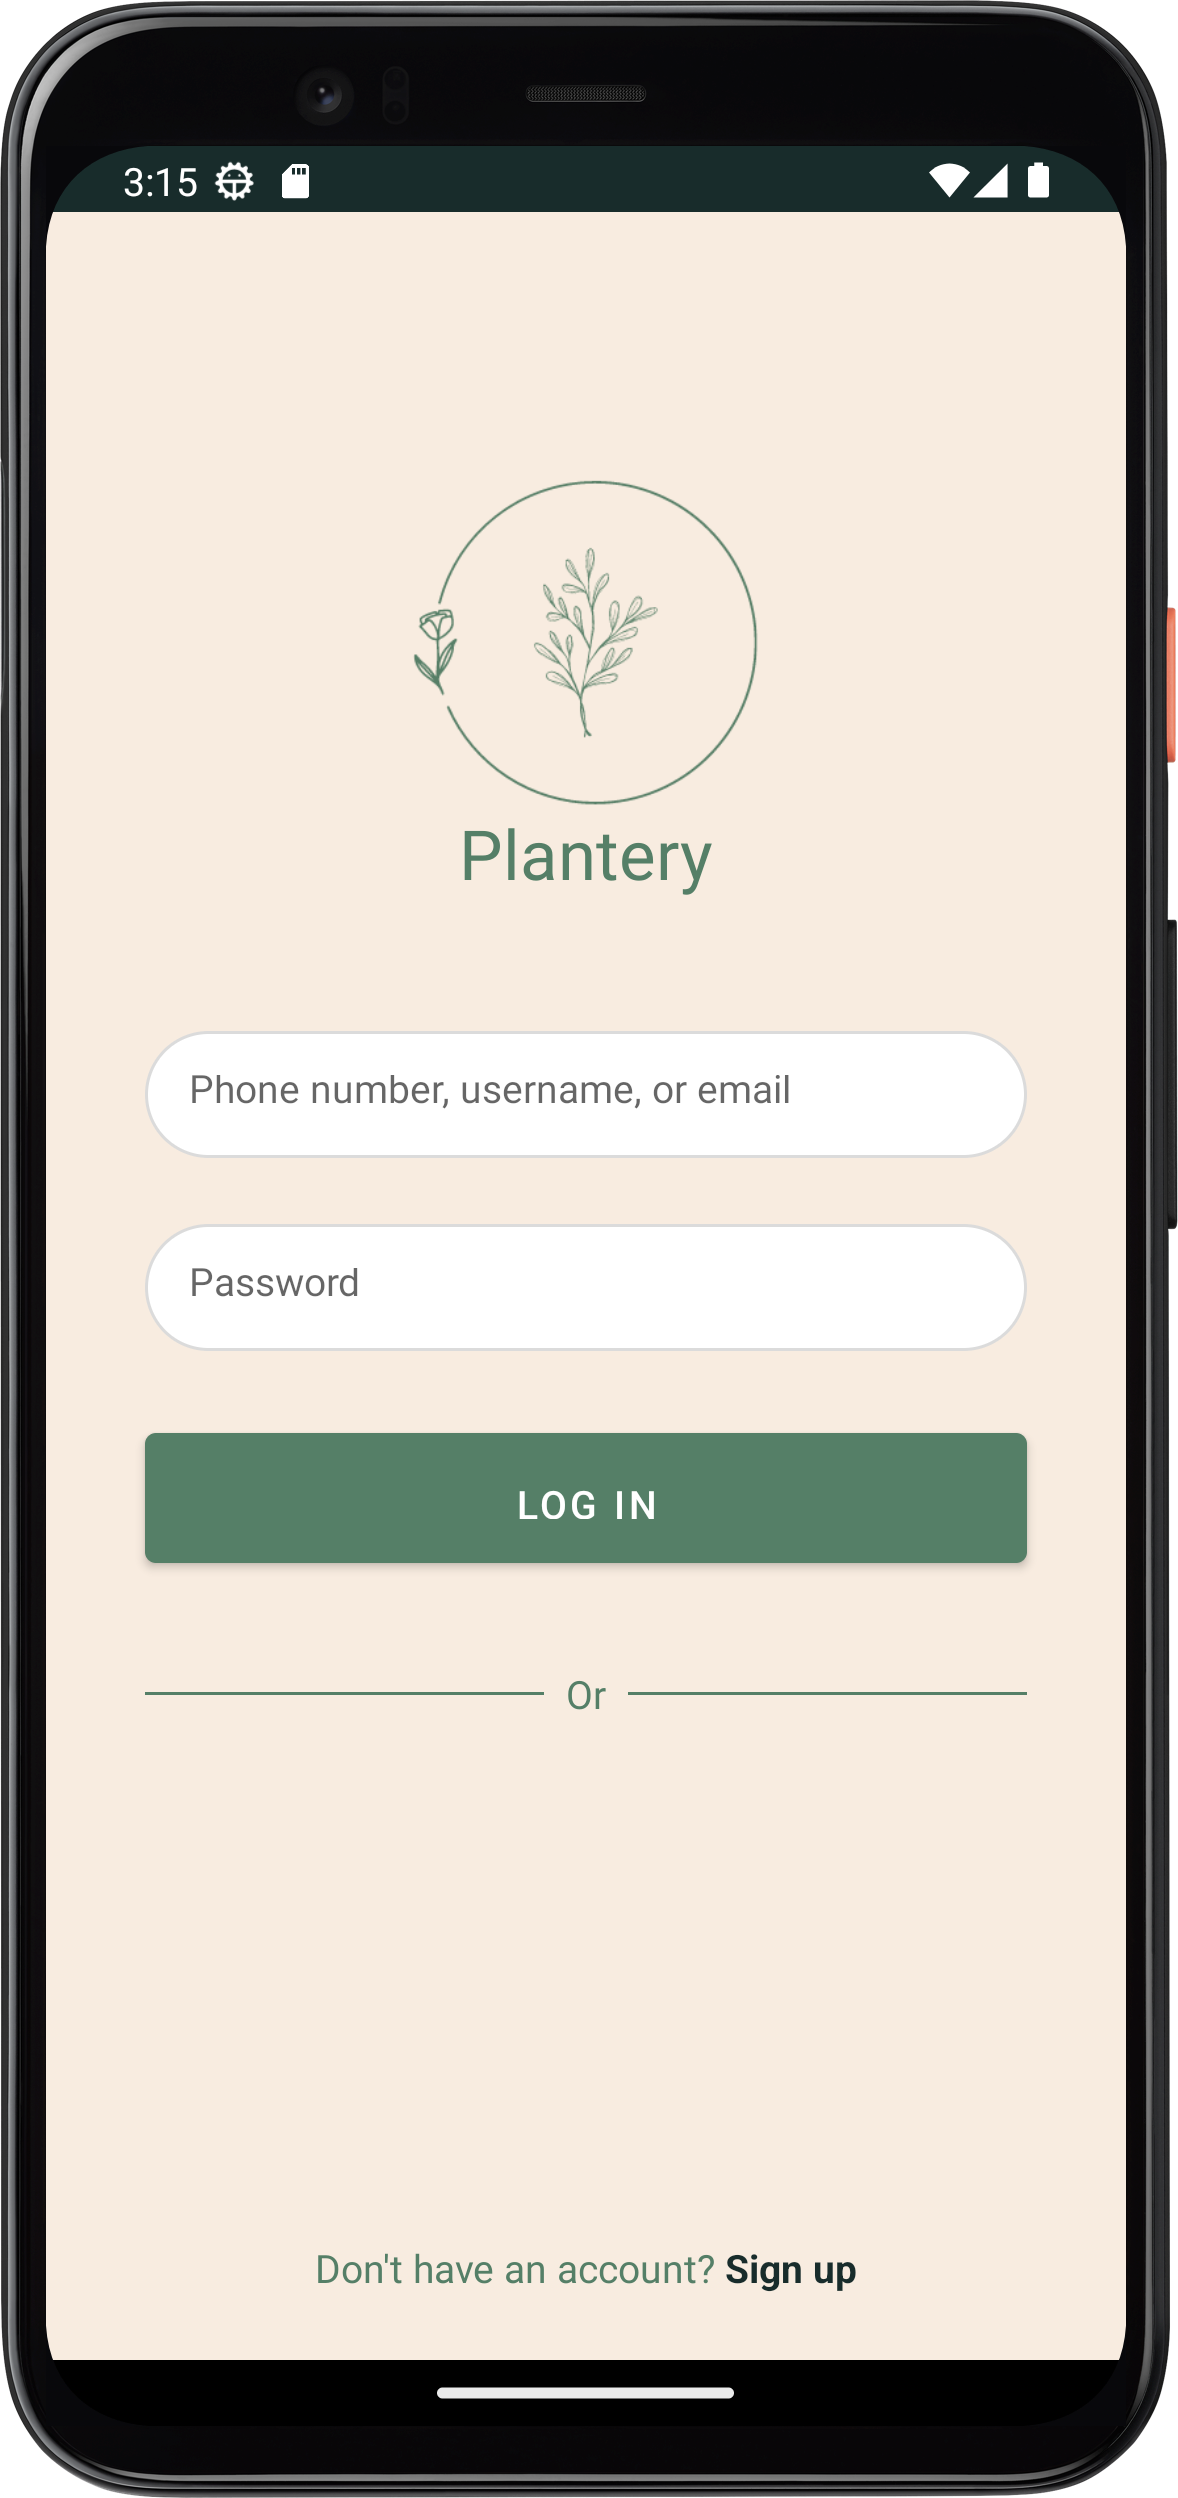 3:15
Plantery
Phone number, username, or email
Password
LOG IN
Or
Don't have an account? Sign up